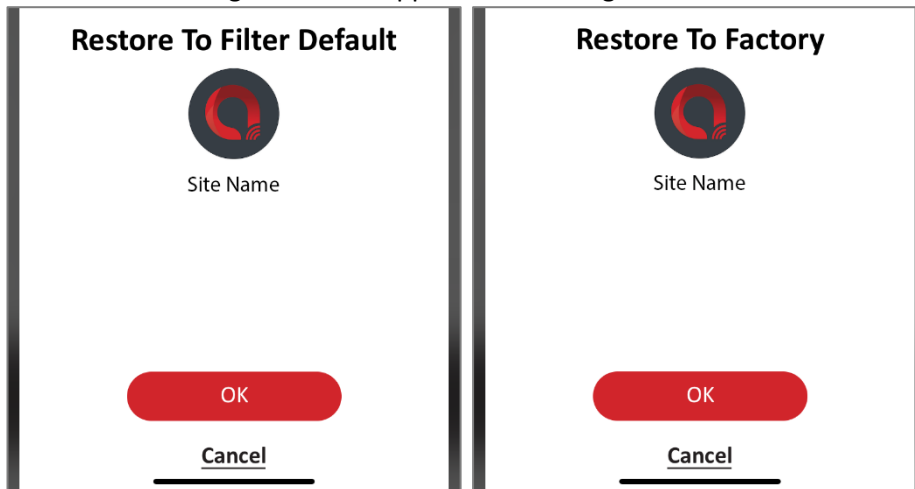 Restore To Filter Default
Site Name
OK
Cancel
Restore To Factory
Site Name
OK
Cancel